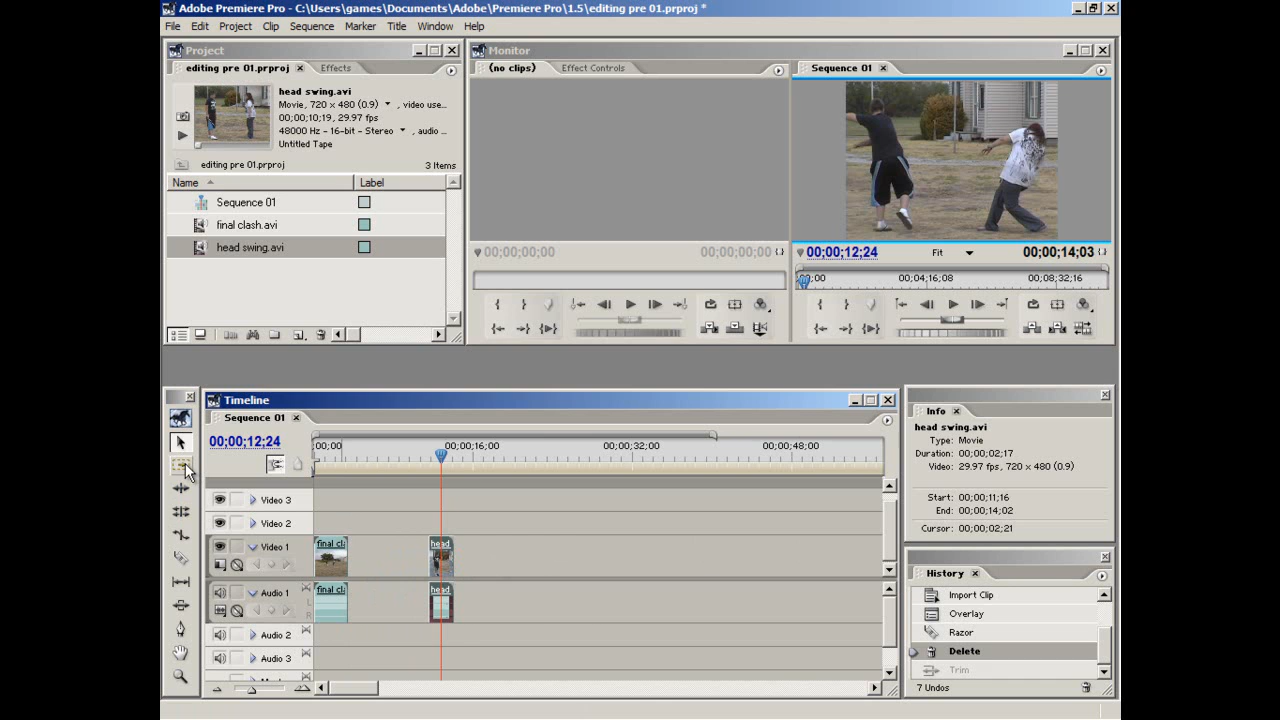 Adobe Premiere Pro - C:\Users\games\Documents\Adobe\Premiere Pro\1.5\editing pre 01.prproj *
File Edit Project Clip Sequence Marker Title Window Help
Project
editing pre 01.prproj
Effects
head swing.avi
Movie, 720 x 480 (0.9) , video use...
00;00;10;19, 29.97 fps
48000 Hz - 16-bit - Stereo , audio ...
Untitled Tape
editing pre 01.prproj
3 Items
Name
Label
Sequence 01
final clash.avi
head swing.avi
Monitor
(no clips)
Effect Controls
00;00;00;00
00;00;00;00
Sequence 01
00;00;12;24
Fit
00;00;14;03
00;00
00;04;16;08
00;08;32;16
Timeline
Sequence 01
00;00;12;24
00;00
00;00;16;00
00;00;32;00
00;00;48;00
Video 3
Video 2
Video 1
final cl
head
Audio 1
L
R
final cl
head
Audio 2
Audio 3
Info
head swing.avi
Type: Movie
Duration: 00;00;02;17
Video: 29.97 fps, 720 x 480 (0.9)
Start: 00;00;11;16
End: 00;00;14;02
Cursor: 00;00;02;21
History
Import Clip
Overlay
Razor
Delete
Trim
7 Undos